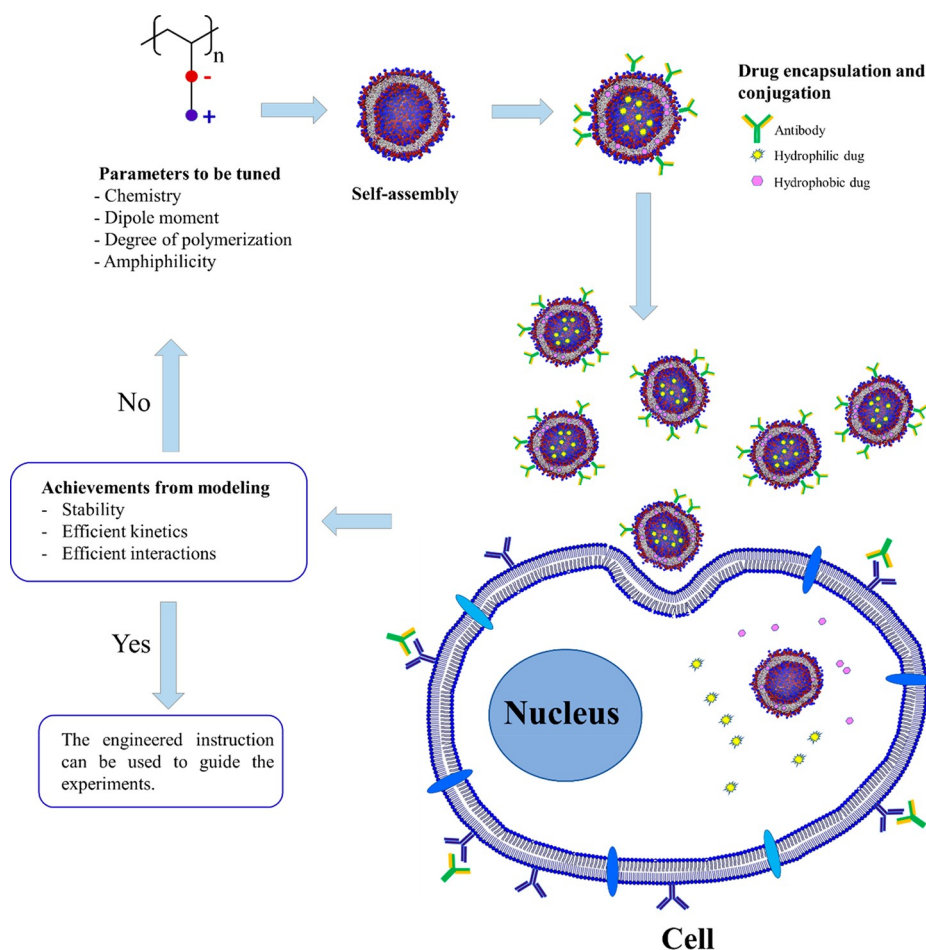 n
-
+
Parameters to be tuned
- Chemistry
- Dipole moment
- Degree of polymerization
- Amphiphilicity
Self-assembly
Drug encapsulation and
conjugation
Antibody
Hydrophilic dug
Hydrophobic dug
No
Achievements from modeling
- Stability
- Efficient kinetics
- Efficient interactions
Yes
The engineered instruction
can be used to guide the
experiments.
Nucleus
Cell